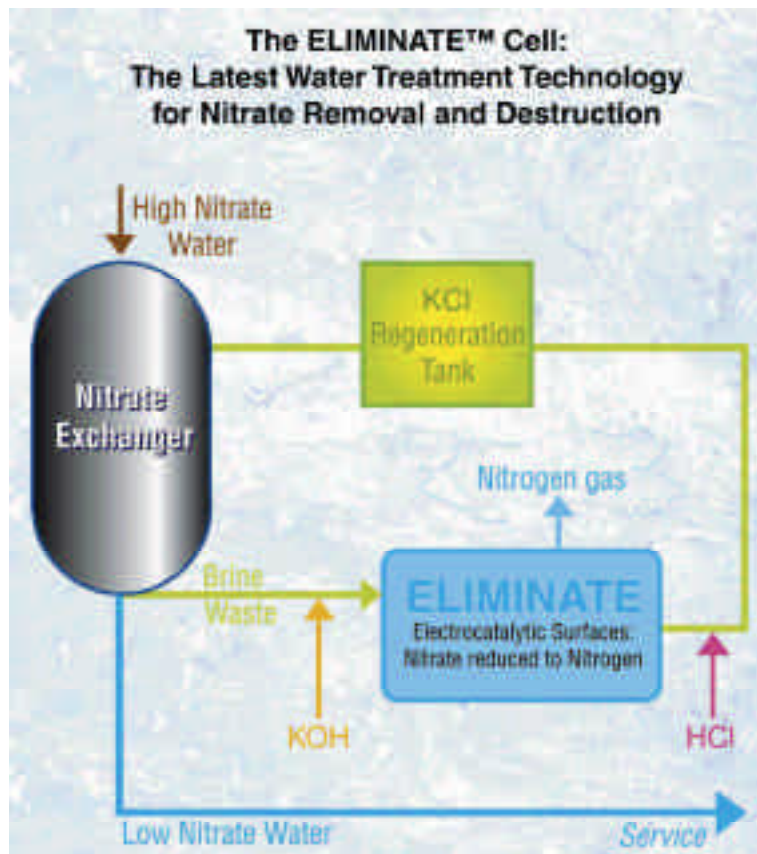 The ELIMINATE™ Cell:
The Latest Water Treatment Technology
for Nitrate Removal and Destruction
High Nitrate
Water
KCl
Regeneration
Tank
Nitrate
Exchanger
Nitrogen gas
Brine
Waste
ELIMINATE
Electrocatalytic Surfaces:
Nitrate reduced to Nitrogen
KOH
HCl
Low Nitrate Water
Service